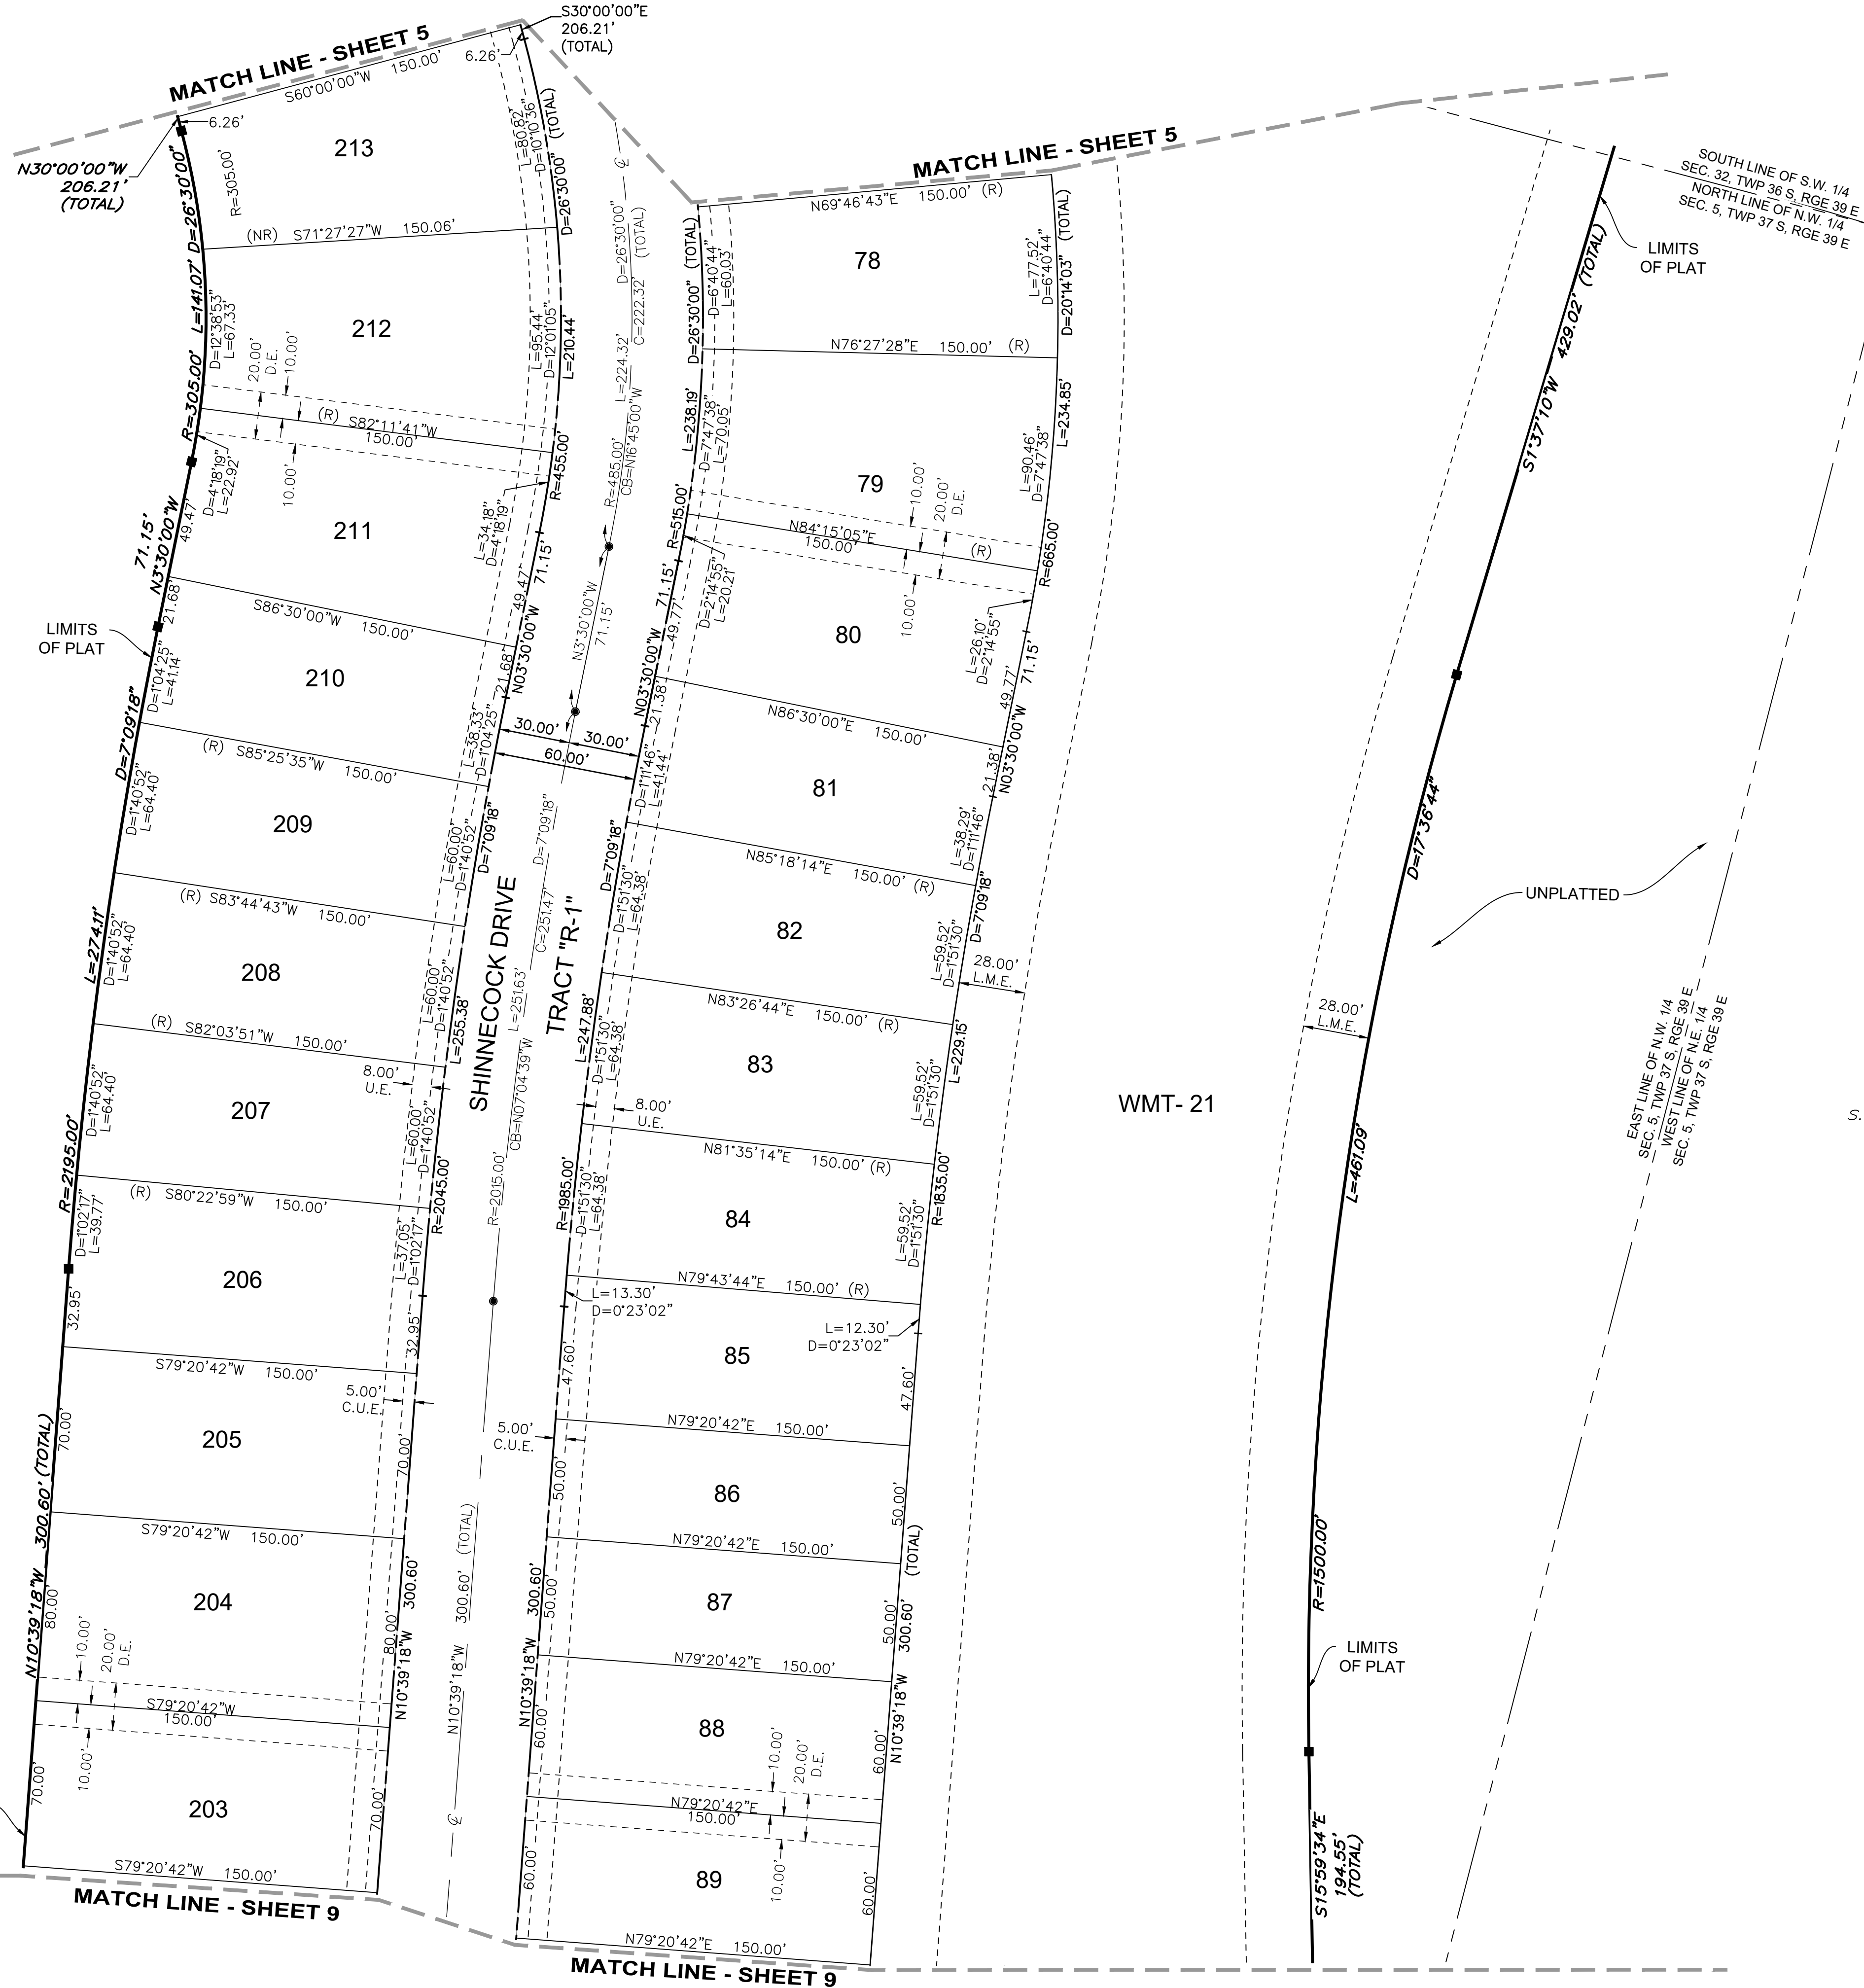 S30°00'00"E
206.21'
(TOTAL)
6.26'
MATCH LINE - SHEET 5
S60°00'00"W 150.00'
6.26'
N30°00'00"W
206.21'
(TOTAL)
213
R=305.00'
L=80.82'
D=10°10'36"
D=26°30'00" (TOTAL)
(NR) S71°27'27"W 150.06'
R=305.00' L=141.07' D=26°30'00"
D=12°38'53"
L=67.33'
212
L=95.44'
D=12°01'05"
L=210.44'
20.00'
D.E.
10.00'
(R) S82°11'41"W
150.00'
10.00'
D=4°18'19"
L=22.92'
R=455.00'
L=34.18'
D=4°18'19"
211
71.15'
N3°30'00"W
49.47'
49.47'
71.15'
S86°30'00"W 150.00'
21.68'
21.68'
N03°30'00"W
LIMITS
OF PLAT
D=1°04'25"
L=41.14'
210
L=38.33'
D=1°04'25"
D=7°09'18"
(R) S85°25'35"W 150.00'
D=1°40'52"
L=64.40'
209
L=60.00'
D=1°40'52"
D=7°09'18"
(R) S83°44'43"W 150.00'
L=274.11'
D=1°40'52"
L=64.40'
208
L=60.00'
D=1°40'52"
L=255.38'
(R) S82°03'51"W 150.00'
8.00'
U.E.
D=1°40'52"
L=64.40'
207
L=60.00'
D=1°40'52"
R=2195.00'
R=2045.00'
(R) S80°22'59"W 150.00'
D=1°02'17"
L=39.77'
206
L=37.05'
D=1°02'17"
32.95'
32.95'
S79°20'42"W 150.00'
5.00'
C.U.E.
70.00'
205
70.00'
S79°20'42"W 150.00'
N10°39'18"W 300.60' (TOTAL)
80.00'
204
80.00'
N10°39'18"W 300.60'
10.00'
20.00'
D.E.
S79°20'42"W
150.00'
10.00'
70.00'
203
70.00'
S79°20'42"W 150.00'
MATCH LINE - SHEET 9
℄
D=26°30'00"
(TOTAL)
L=224.32'
C=222.32'
R=485.00'
CB=N16°45'00"W
N3°30'00"W
71.15'
30.00'
30.00'
60.00'
D=7°09'18"
SHINNECOCK DRIVE
TRACT "R-1"
L=251.63'
C=251.47'
R=2015.00'
CB=N07°04'39"W
N10°39'18"W 300.60' (TOTAL)
℄
MATCH LINE - SHEET 5
N69°46'43"E 150.00' (R)
L=238.19' D=26°30'00" (TOTAL)
D=6°40'44"
L=60.03'
78
L=77.52'
D=6°40'44"
D=20°14'03" (TOTAL)
N76°27'28"E 150.00' (R)
D=7°47'38"
L=70.05'
79
L=90.46'
D=7°47'38"
L=234.85'
10.00'
20.00'
D.E.
N84°15'05"E
150.00'
(R)
10.00'
R=515.00'
D=2°14'55"
L=20.21'
R=665.00'
L=26.10'
D=2°14'55"
80
71.15'
49.77'
49.77'
71.15'
N86°30'00"E 150.00'
N03°30'00"W
21.38'
21.38'
N03°30'00"W
D=1°11'46"
L=41.44'
81
L=38.29'
D=1°11'46"
N85°18'14"E 150.00' (R)
D=7°09'18"
D=1°51'30"
L=64.38'
82
L=59.52'
D=1°51'30"
D=7°09'18"
28.00'
L.M.E.
N83°26'44"E 150.00' (R)
L=247.88'
D=1°51'30"
L=64.38'
83
L=59.52'
D=1°51'30"
L=229.15'
8.00'
U.E.
N81°35'14"E 150.00' (R)
R=1985.00'
D=1°51'30"
L=64.38'
84
L=59.52'
D=1°51'30"
R=1835.00'
N79°43'44"E 150.00' (R)
L=13.30'
D=0°23'02"
L=12.30'
D=0°23'02"
47.60'
85
47.60'
N79°20'42"E 150.00'
5.00'
C.U.E.
50.00'
86
50.00'
N79°20'42"E 150.00'
50.00'
87
50.00'
N10°39'18"W 300.60'
N10°39'18"W 300.60' (TOTAL)
N79°20'42"E 150.00'
60.00'
88
60.00'
10.00'
20.00'
D.E.
N79°20'42"E
150.00'
10.00'
60.00'
89
60.00'
N79°20'42"E 150.00'
MATCH LINE - SHEET 9
WMT- 21
SOUTH LINE OF S.W. 1/4
SEC. 32, TWP 36 S, RGE 39 E
NORTH LINE OF N.W. 1/4
SEC. 5, TWP 37 S, RGE 39 E
LIMITS
OF PLAT
S1°37'10"W 429.02' (TOTAL)
D=17°36'44"
UNPLATTED
28.00'
L.M.E.
EAST LINE OF N.W. 1/4
SEC. 5, TWP 37 S, RGE 39 E
WEST LINE OF N.E. 1/4
SEC. 5, TWP 37 S, RGE 39 E
S.
L=461.09'
R=1500.00'
LIMITS
OF PLAT
S15°59'34"E
194.55'
(TOTAL)